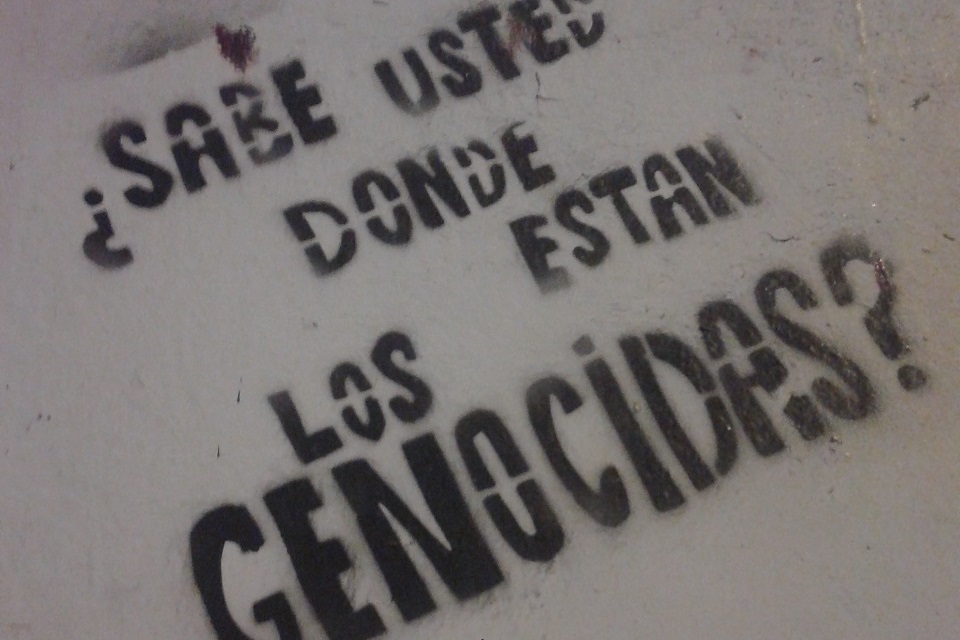 ¿SABE USTED
DONDE
ESTAN
LOS
GENOCIDAS?